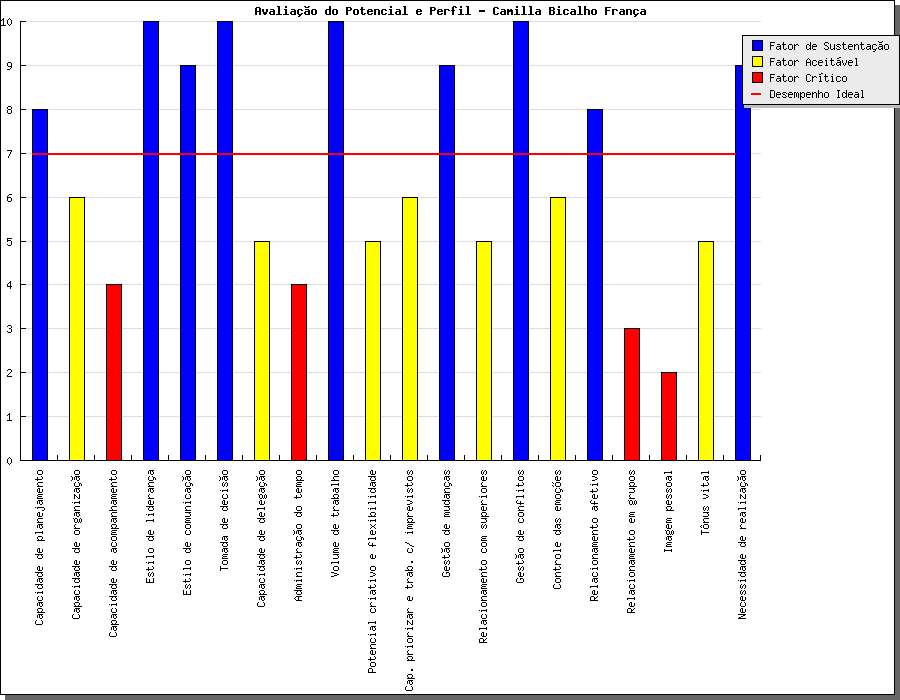 Avaliação do Potencial e Perfil - Camilla Bicalho França
10
9
8
7
6
5
4
3
2
1
0
Fator de Sustentação
Fator Aceitável
Fator Crítico
Desempenho Ideal
Capacidade de planejamento
Capacidade de organização
Capacidade de acompanhamento
Estilo de liderança
Estilo de comunicação
Tomada de decisão
Capacidade de delegação
Administração do tempo
Volume de trabalho
Potencial criativo e flexibilidade
Cap. priorizar e trab. c/ imprevistos
Gestão de mudanças
Relacionamento com superiores
Gestão de conflitos
Controle das emoções
Relacionamento afetivo
Relacionamento em grupos
Imagem pessoal
Tônus vital
Necessidade de realização